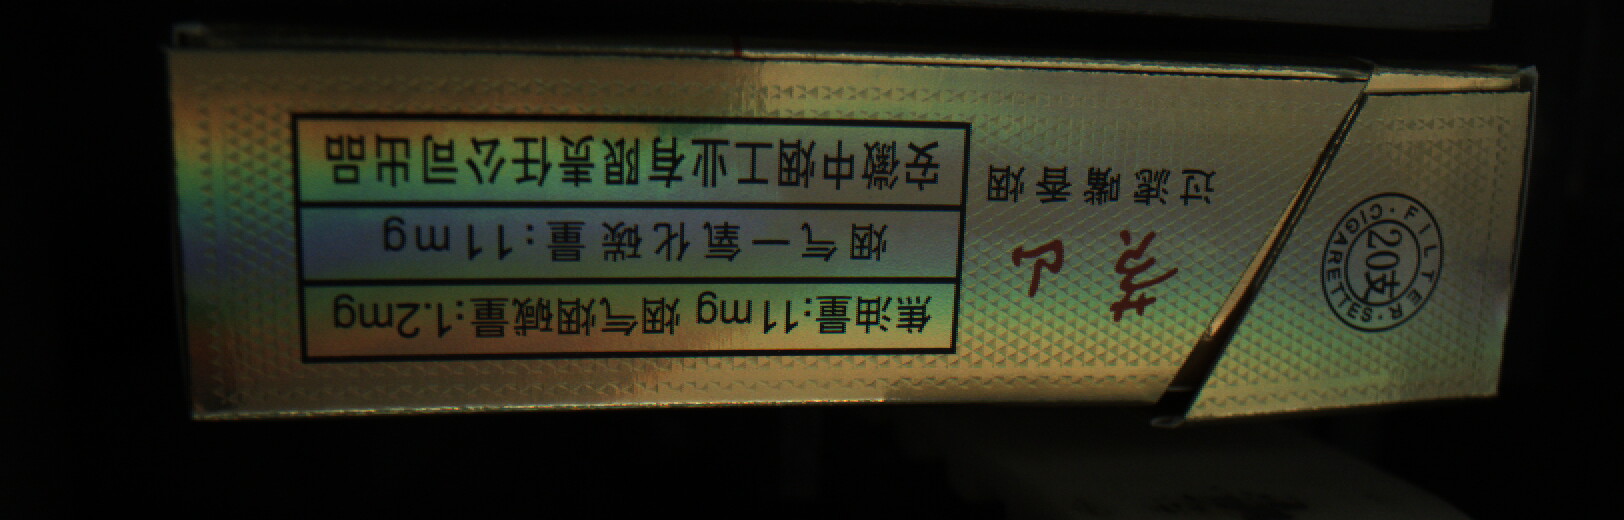 FILTER·CIGARETTES·
20支
黄山
过滤嘴香烟
焦油量:11mg 烟气烟碱量:1.2mg
烟气一氧化碳量:11mg
安徽中烟工业有限责任公司出品